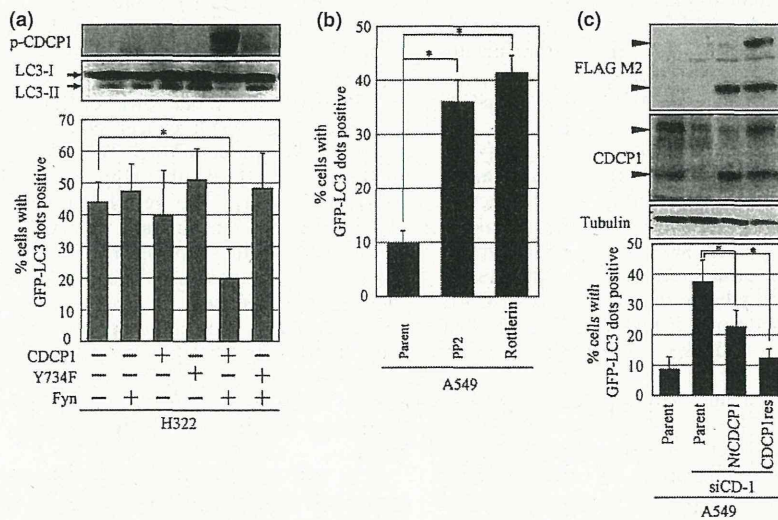 (a)
p-CDCP1
LC3-I
LC3-II
*
% cells with
GFP-LC3 dots positive
70
60
50
40
30
20
10
0
CDCP1 − − + − + −
Y734F − − − + − +
Fyn − + − − + +
H322
(b)
* *
% cells with
GFP-LC3 dots positive
50
40
30
20
10
0
Parent
PP2
Rottlerin
A549
(c)
FLAG M2
CDCP1
Tubulin
* *
% cells with
GFP-LC3 dots positive
50
40
30
20
10
0
Parent
Parent
NtCDCP1
CDCP1res
siCD-1
A549